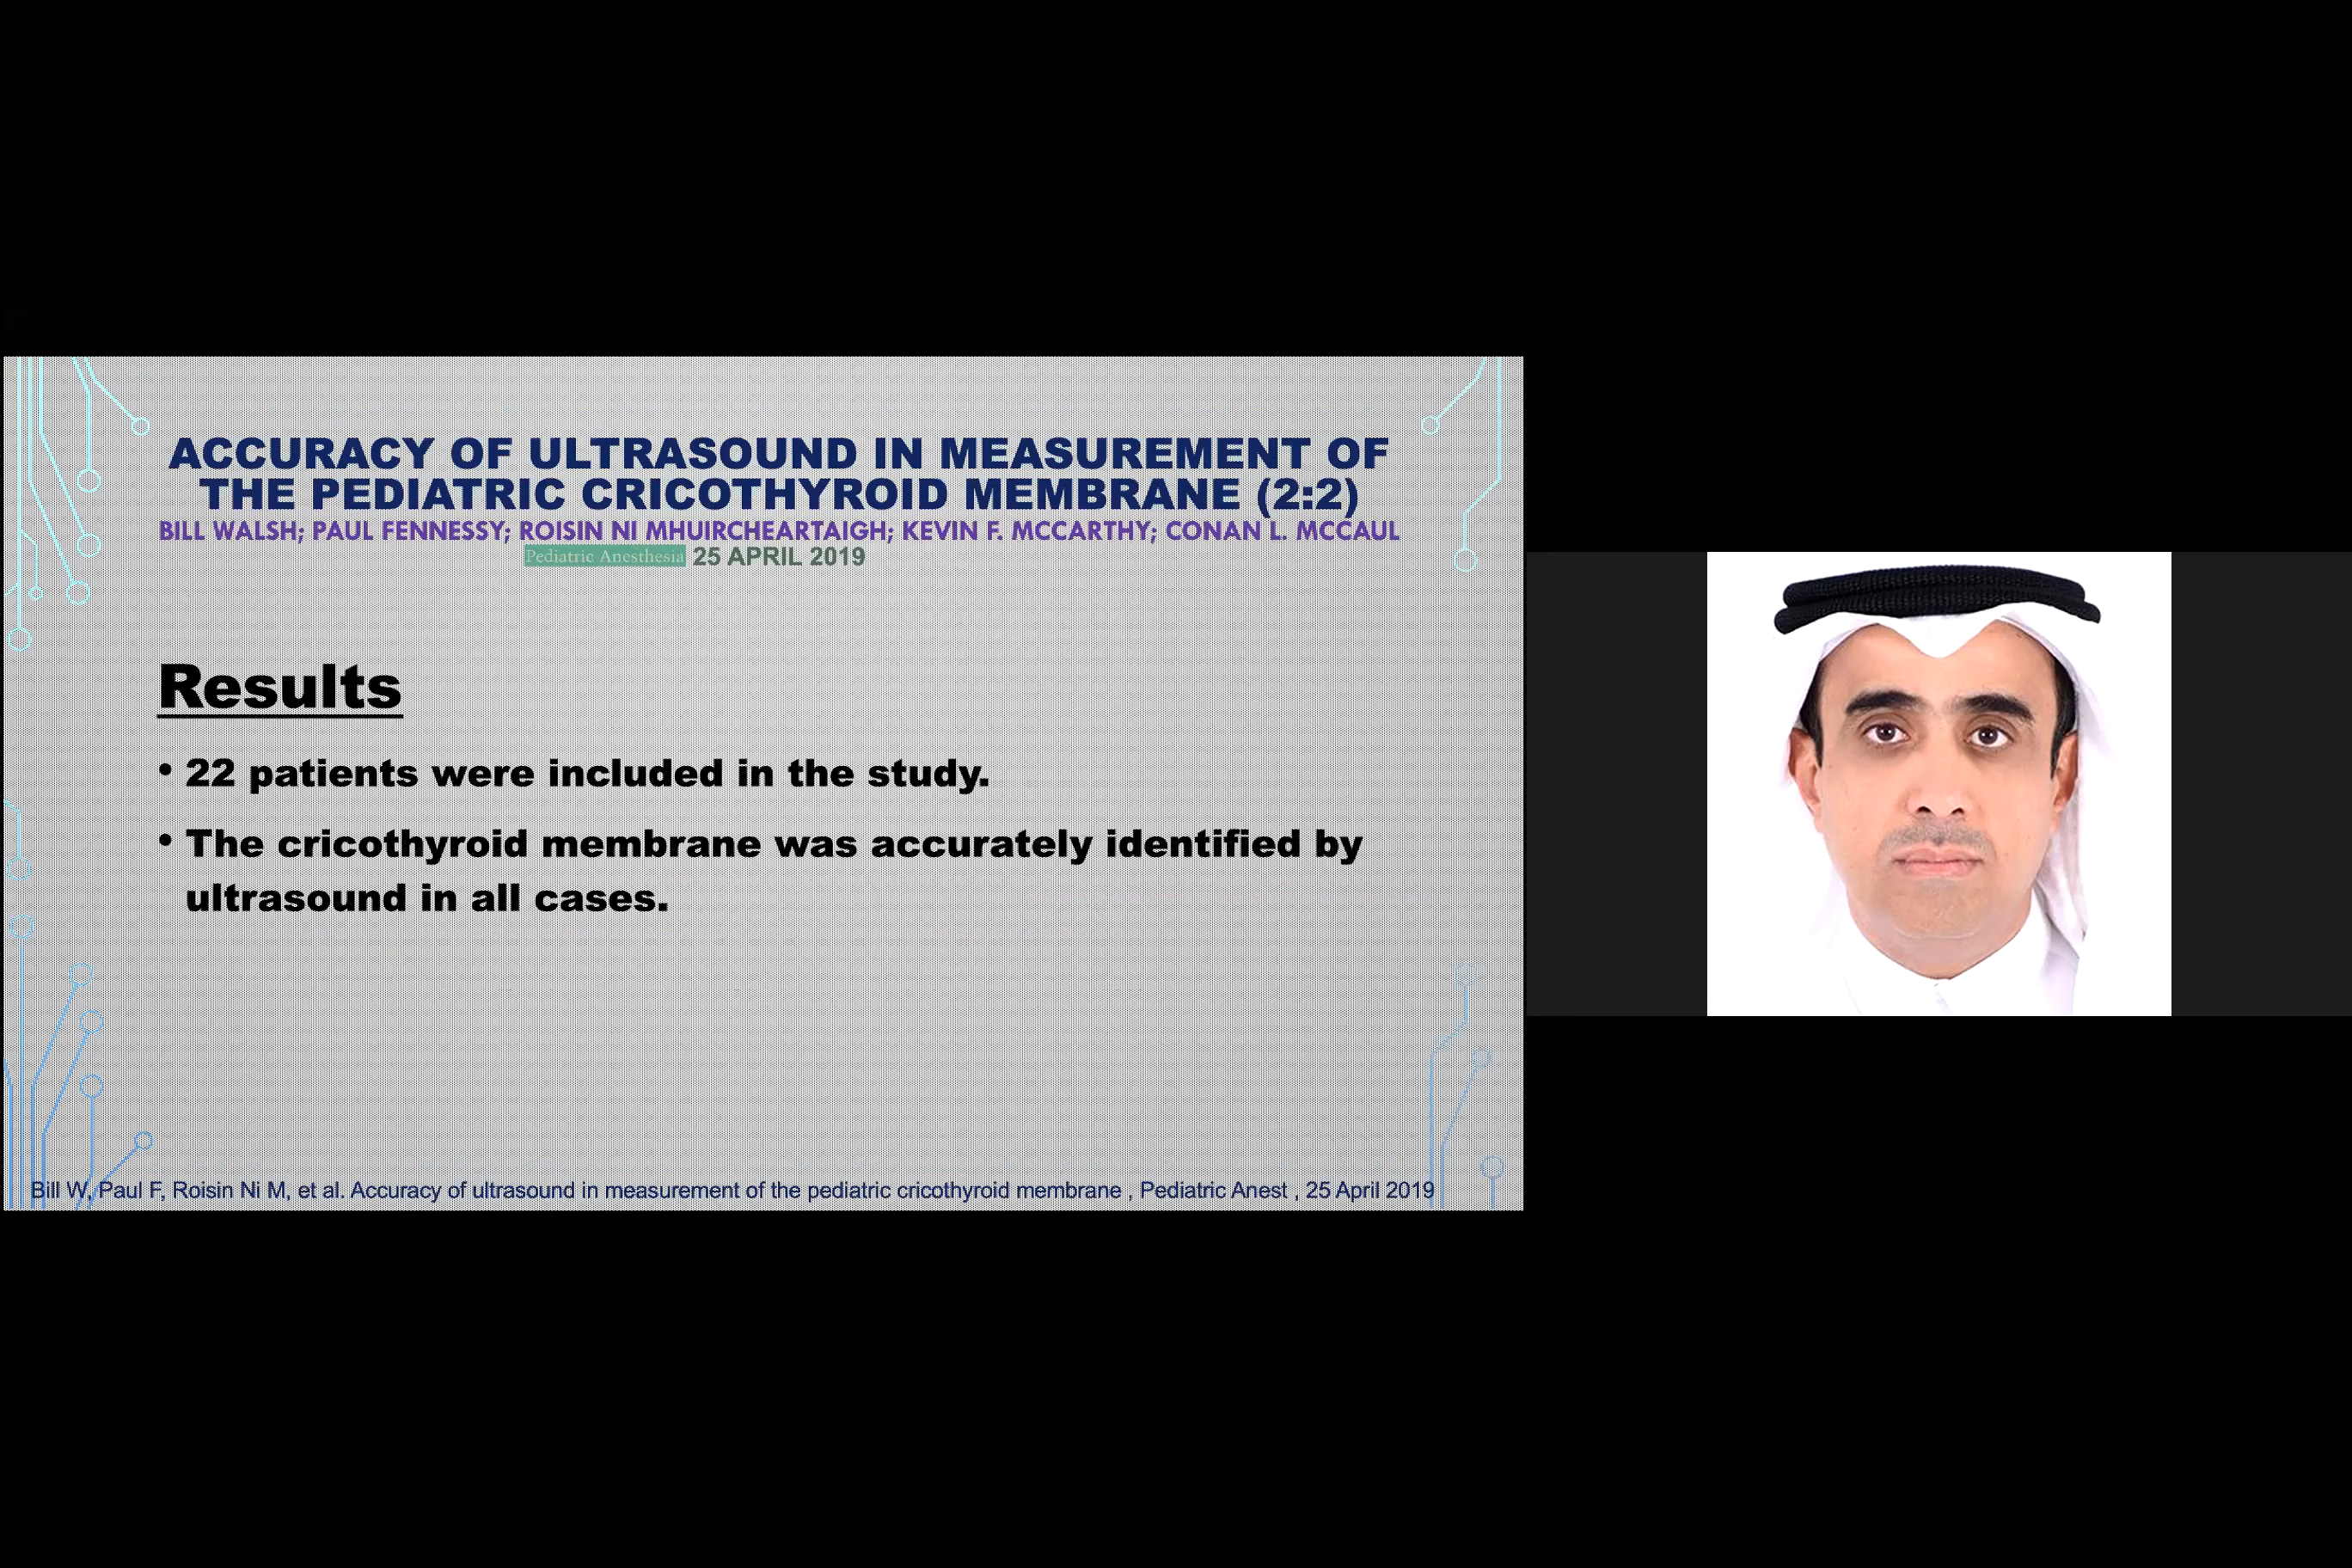 ACCURACY OF ULTRASOUND IN MEASUREMENT OF
THE PEDIATRIC CRICOTHYROID MEMBRANE (2:2)
BILL WALSH; PAUL FENNESSY; ROISIN NI MHUIRCHEARTAIGH; KEVIN F. MCCARTHY; CONAN L. MCCAUL
Pediatric Anesthesia 25 APRIL 2019
Results
• 22 patients were included in the study.
• The cricothyroid membrane was accurately identified by
ultrasound in all cases.
Bill W, Paul F, Roisin Ni M, et al. Accuracy of ultrasound in measurement of the pediatric cricothyroid membrane , Pediatric Anest , 25 April 2019